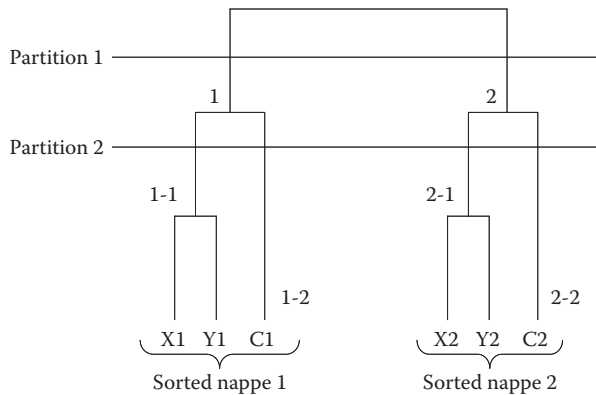 Partition 1
1 2
Partition 2
1-1 2-1
1-2 2-2
X1 Y1 C1 X2 Y2 C2
Sorted nappe 1 Sorted nappe 2